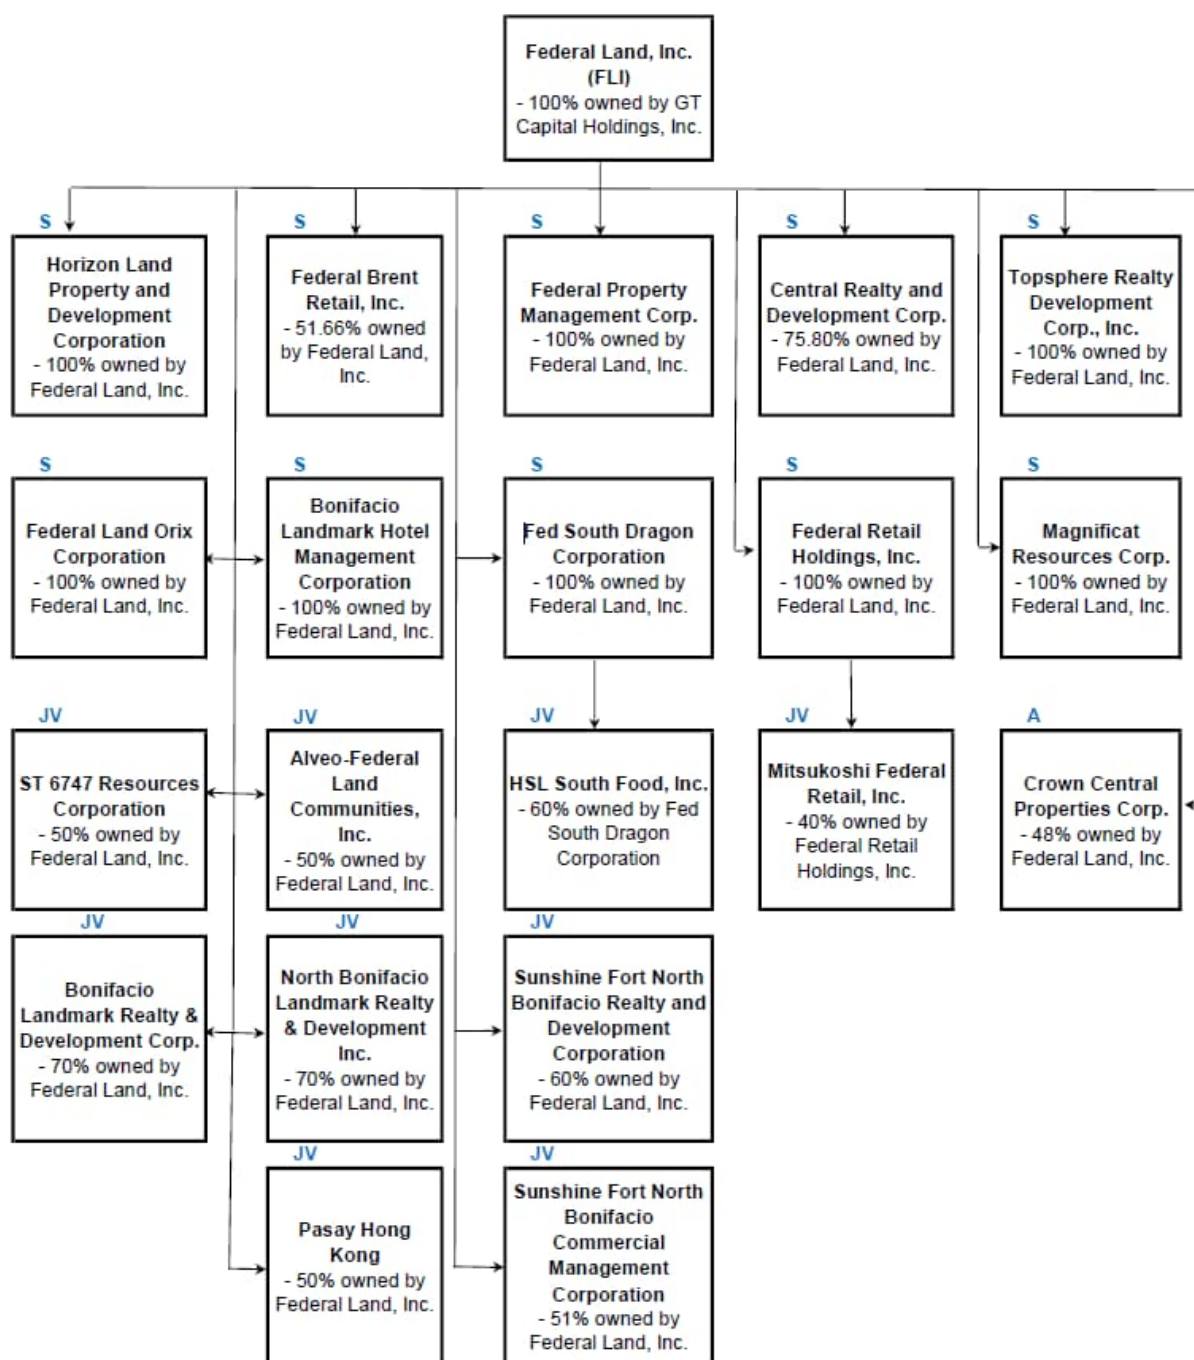 Federal Land, Inc.
(FLI)
- 100% owned by GT
Capital Holdings, Inc.
S
Horizon Land
Property and
Development
Corporation
- 100% owned by
Federal Land, Inc.
S
Federal Brent
Retail, Inc.
- 51.66% owned
by Federal Land,
Inc.
S
Federal Property
Management Corp.
- 100% owned by
Federal Land, Inc.
S
Central Realty and
Development Corp.
- 75.80% owned by
Federal Land, Inc.
S
Topsphere Realty
Development
Corp., Inc.
- 100% owned by
Federal Land, Inc.
S
Federal Land Orix
Corporation
- 100% owned by
Federal Land, Inc.
S
Bonifacio
Landmark Hotel
Management
Corporation
- 100% owned by
Federal Land, Inc.
S
Fed South Dragon
Corporation
- 100% owned by
Federal Land, Inc.
S
Federal Retail
Holdings, Inc.
- 100% owned by
Federal Land, Inc.
S
Magnificat
Resources Corp.
- 100% owned by
Federal Land, Inc.
JV
ST 6747 Resources
Corporation
- 50% owned by
Federal Land, Inc.
JV
Alveo-Federal
Land
Communities,
Inc.
- 50% owned by
Federal Land, Inc.
JV
HSL South Food, Inc.
- 60% owned by Fed
South Dragon
Corporation
JV
Mitsukoshi Federal
Retail, Inc.
- 40% owned by
Federal Retail
Holdings, Inc.
A
Crown Central
Properties Corp.
- 48% owned by
Federal Land, Inc.
JV
Bonifacio
Landmark Realty &
Development Corp.
- 70% owned by
Federal Land, Inc.
JV
North Bonifacio
Landmark Realty
& Development
Inc.
- 70% owned by
Federal Land, Inc.
JV
Sunshine Fort North
Bonifacio Realty and
Development
Corporation
- 60% owned by
Federal Land, Inc.
JV
Pasay Hong
Kong
- 50% owned by
Federal Land, Inc.
JV
Sunshine Fort North
Bonifacio
Commercial
Management
Corporation
- 51% owned by
Federal Land, Inc.